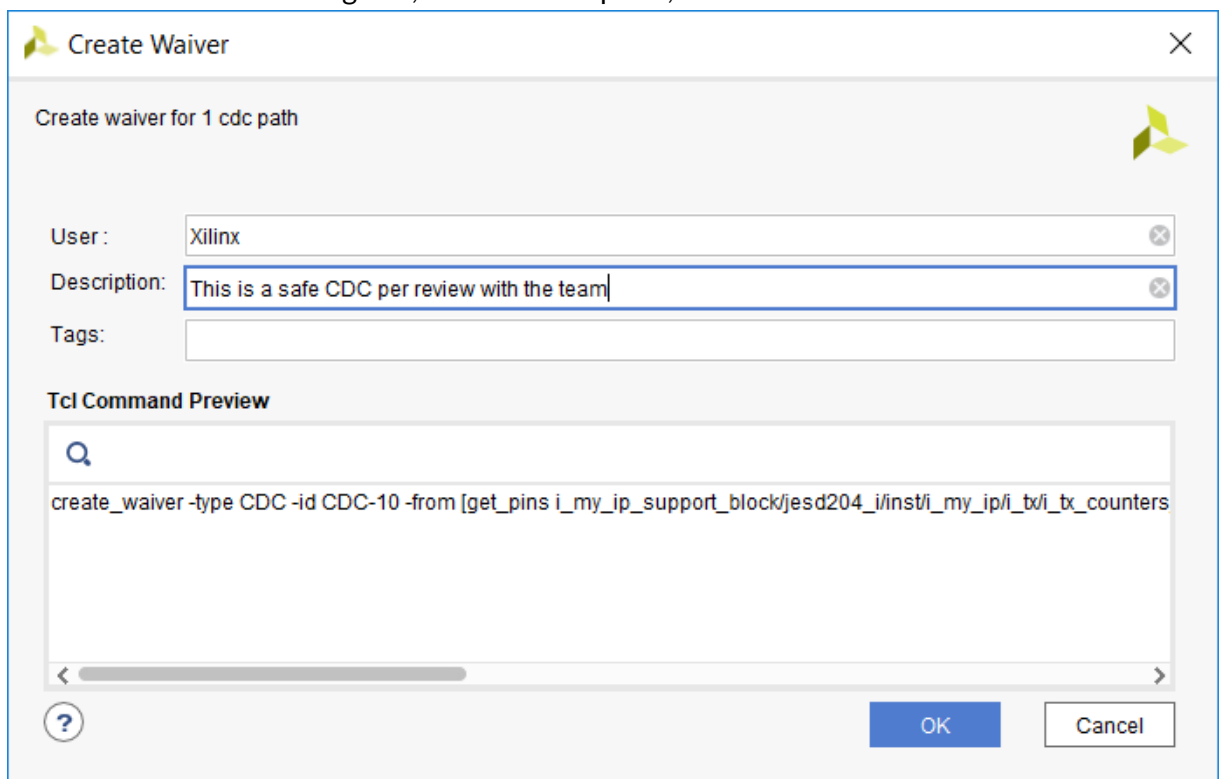 Create Waiver
Create waiver for 1 cdc path
User : Xilinx
Description: This is a safe CDC per review with the team
Tags:
Tcl Command Preview
create_waiver -type CDC -id CDC-10 -from [get_pins i_my_ip_support_block/jesd204_i/inst/i_my_ip/i_tx/i_tx_counters
?
OK Cancel